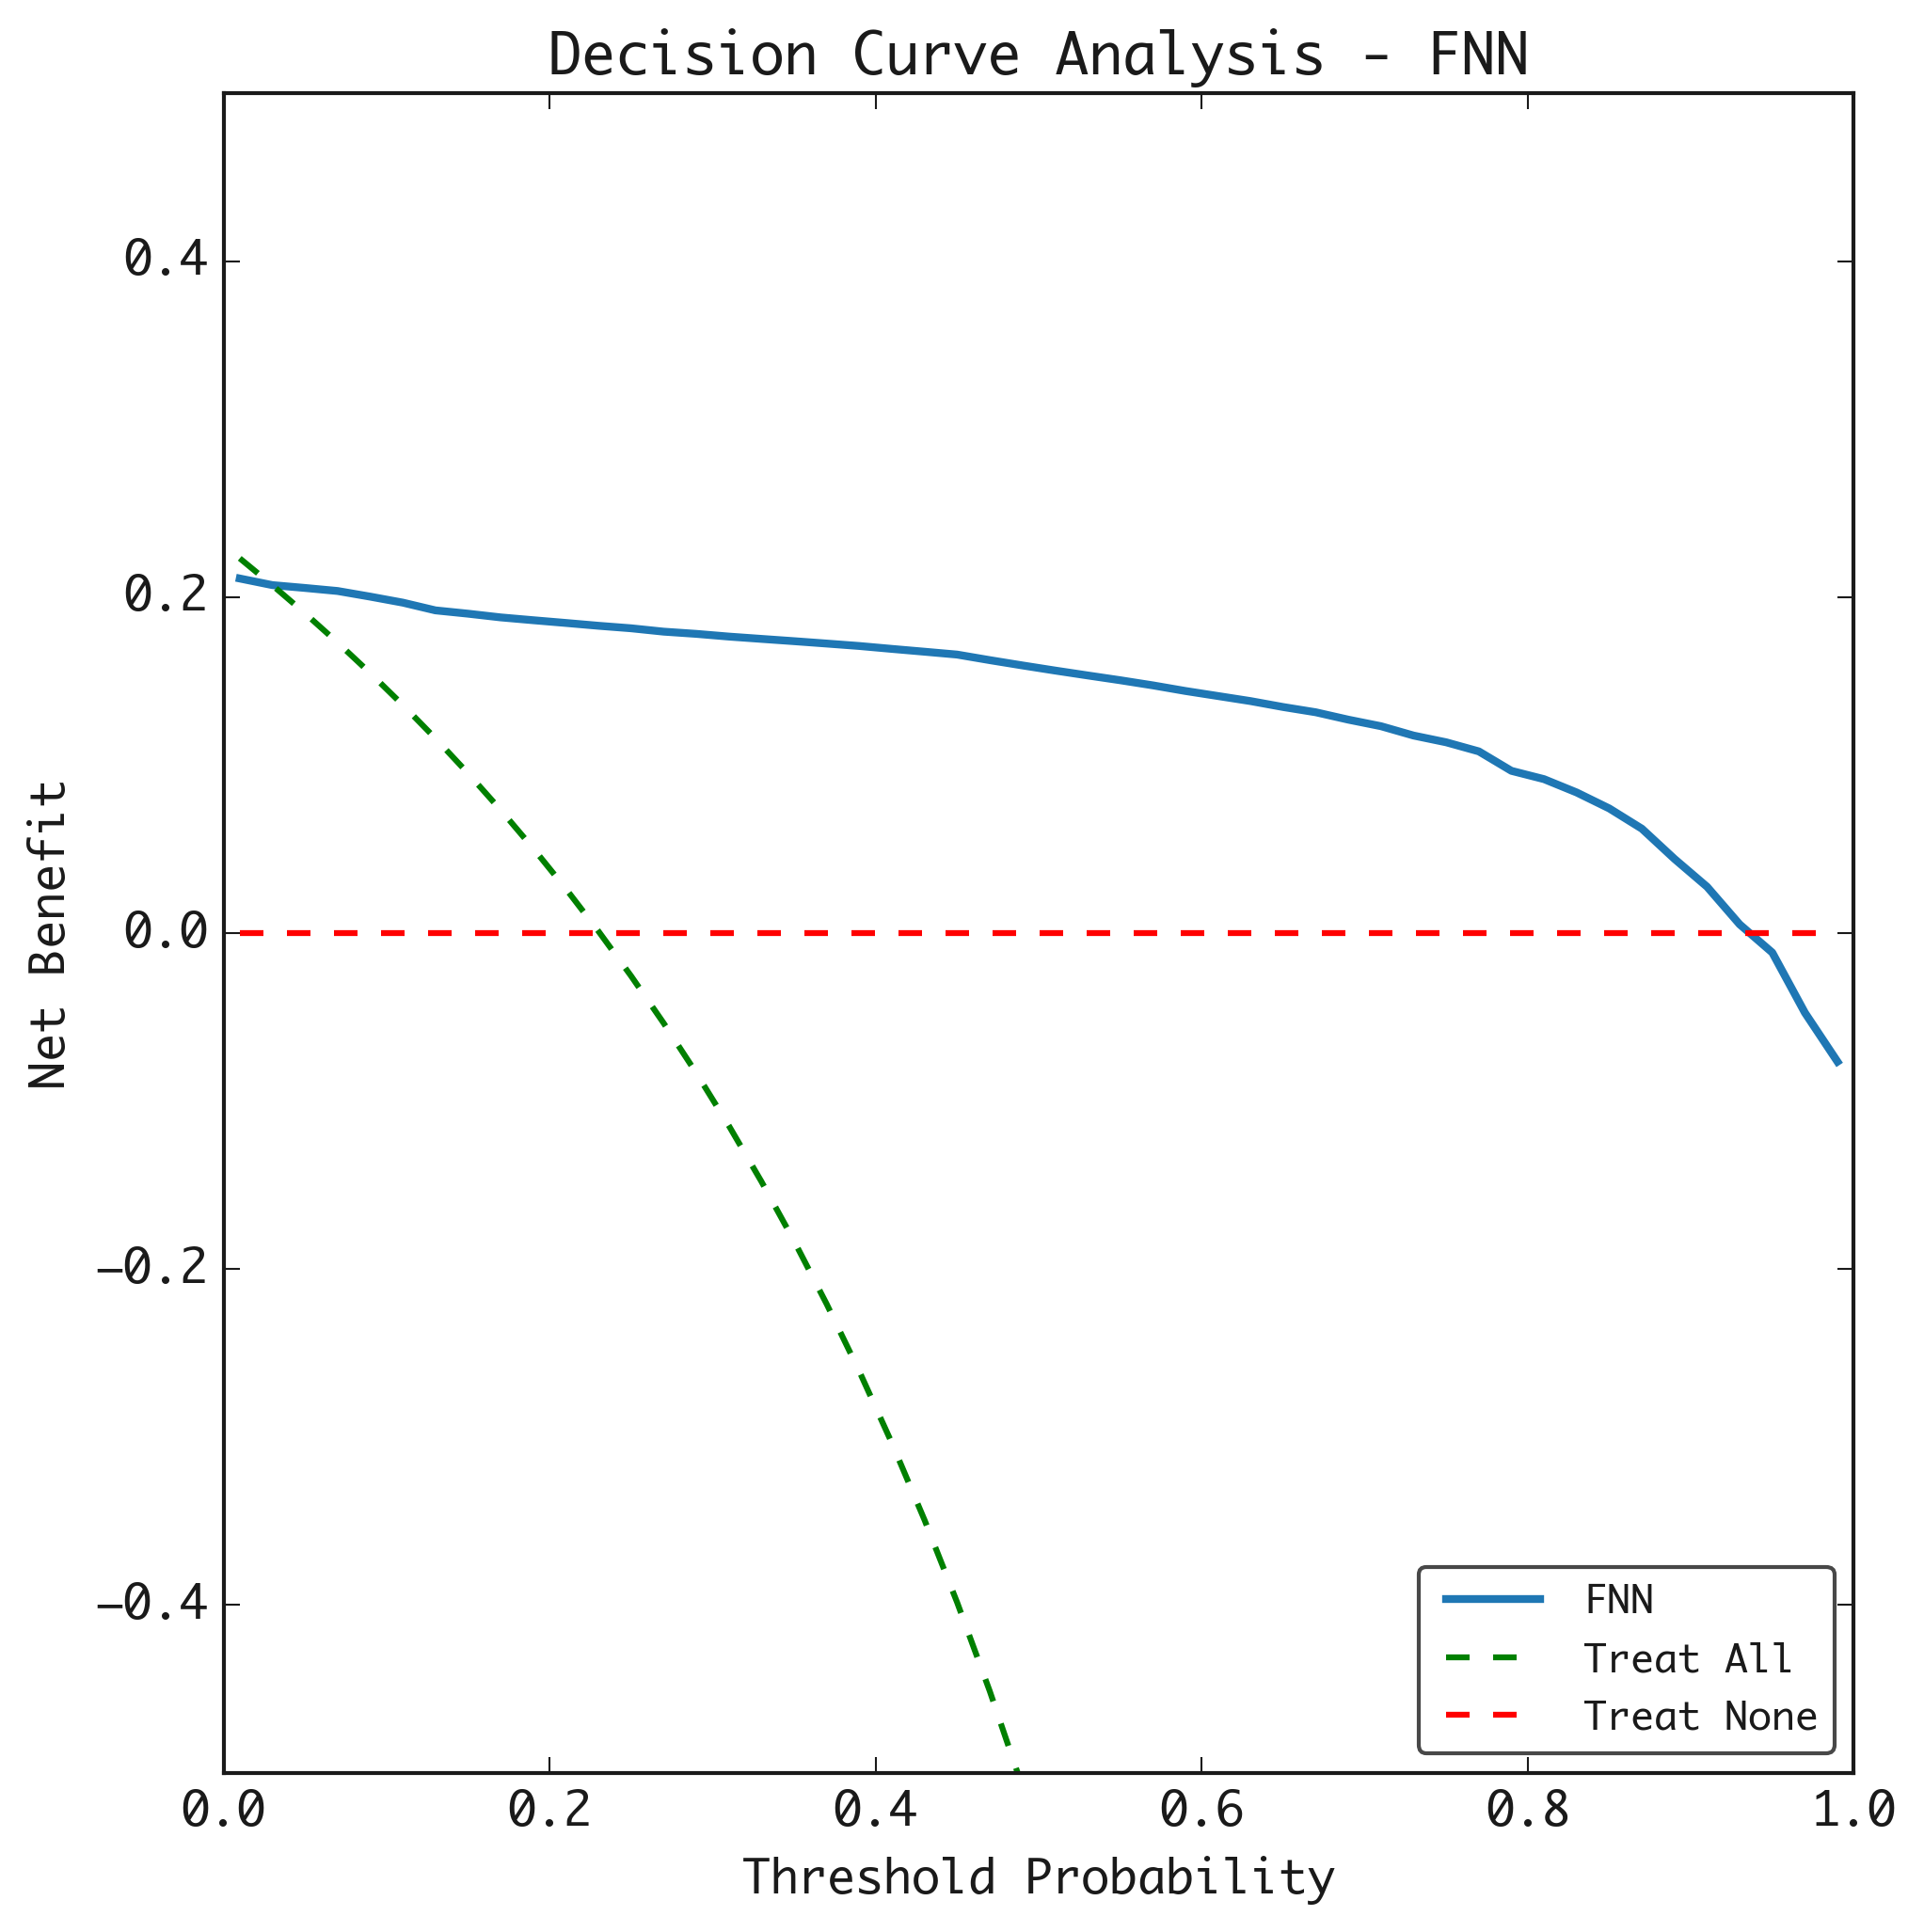 Decision Curve Analysis - FNN
Net Benefit
0.4
0.2
0.0
−0.2
−0.4
0.0 0.2 0.4 0.6 0.8 1.0
Threshold Probability
FNN
Treat All
Treat None